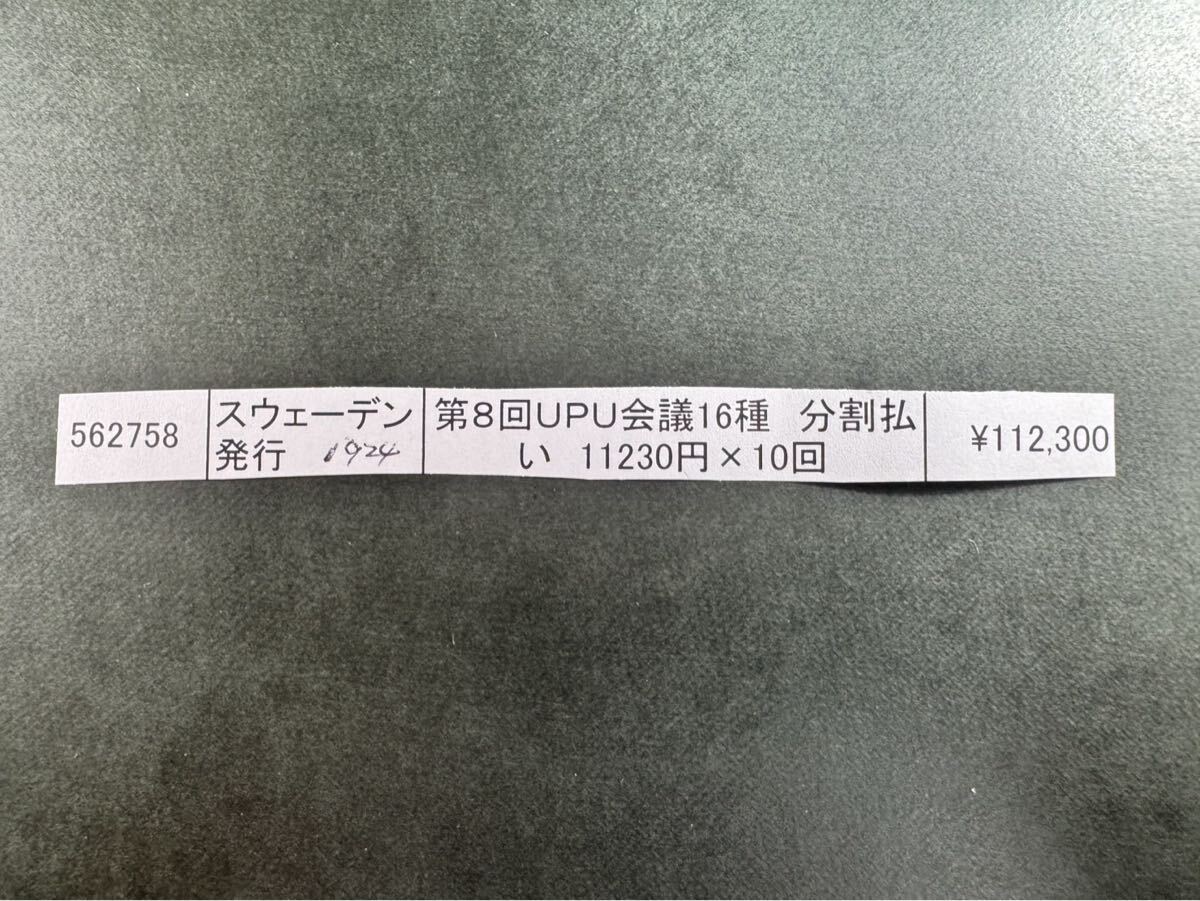 562758
スウェーデン
発行 1924
第８回ＵＰＵ会議16種　分割払
い 11230円×10回
¥112,300